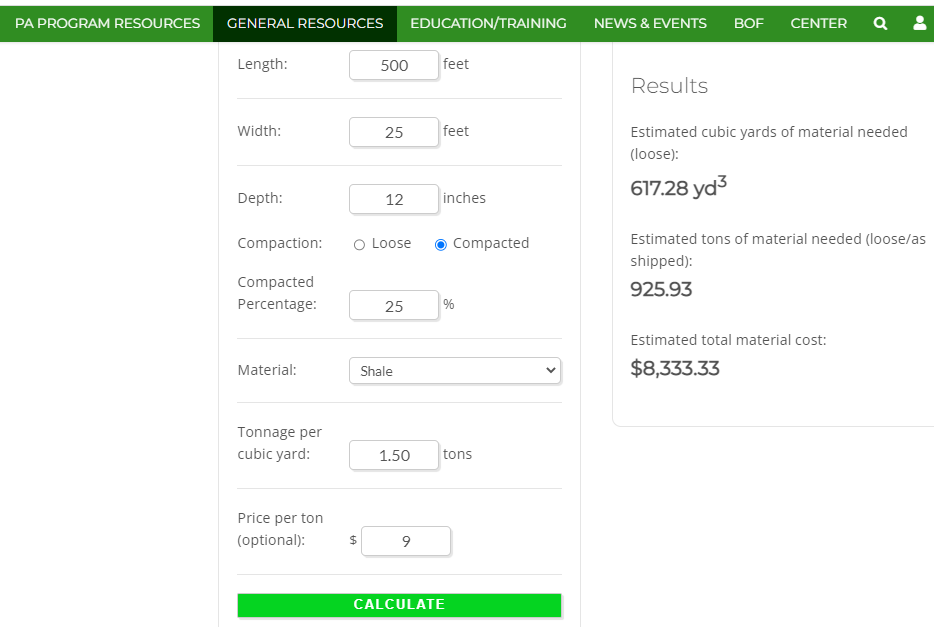 PA PROGRAM RESOURCES GENERAL RESOURCES EDUCATION/TRAINING NEWS & EVENTS BOF CENTER
Length: 500 feet
Width: 25 feet
Depth: 12 inches
Compaction: Loose Compacted
Compacted
Percentage: 25 %
Material: Shale
Tonnage per
cubic yard: 1.50 tons
Price per ton
(optional): $ 9
CALCULATE
Results
Estimated cubic yards of material needed
(loose):
617.28 yd³
Estimated tons of material needed (loose/as
shipped):
925.93
Estimated total material cost:
$8,333.33